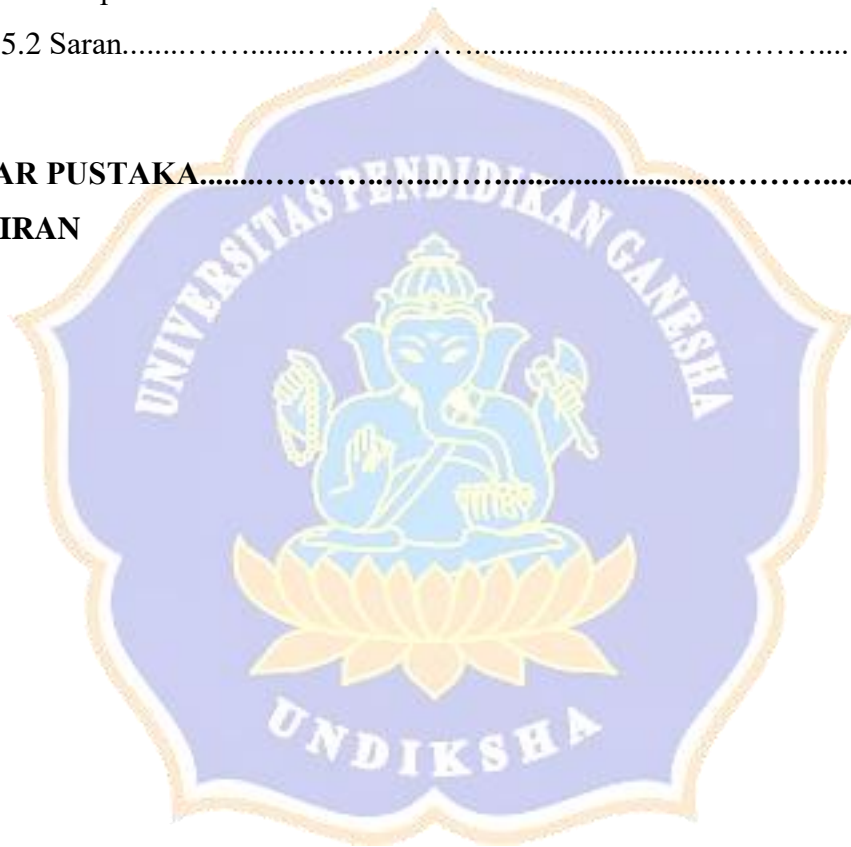 5.2 Saran.......…….......…..…...……..............................………....
AR PUSTAKA.......…….…..…..……............................………....
IRAN
UNIVERSITAS PENDIDIKAN GANESHA
UNDIKSHA